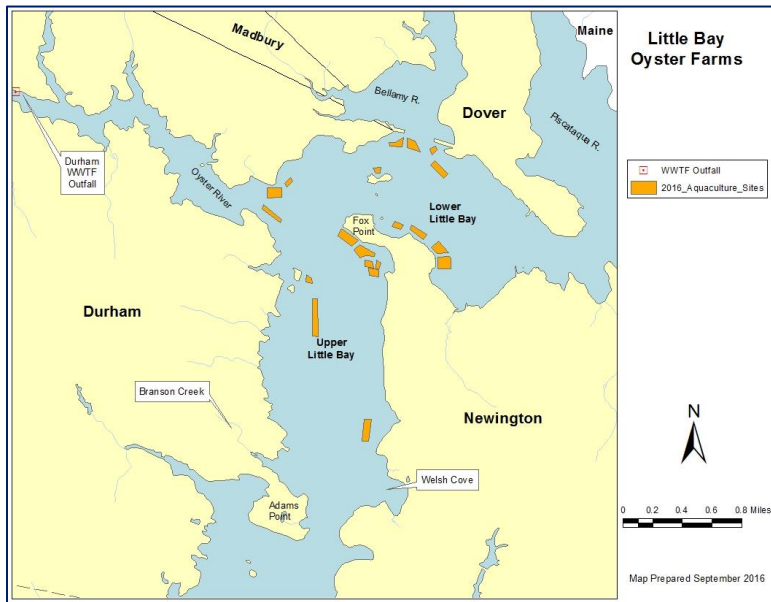 Little Bay
Oyster Farms
WWTF Outfall
2016_Aquaculture_Sites
N
0 0.2 0.4 0.6 0.8 Miles
Map Prepared September 2016
Maine
Madbury
Bellamy R.
Dover
Piscataqua R.
Durham
WWTF
Outfall
Oyster River
Lower
Little Bay
Fox
Point
Durham
Upper
Little Bay
Branson Creek
Newington
Welsh Cove
Adams
Point